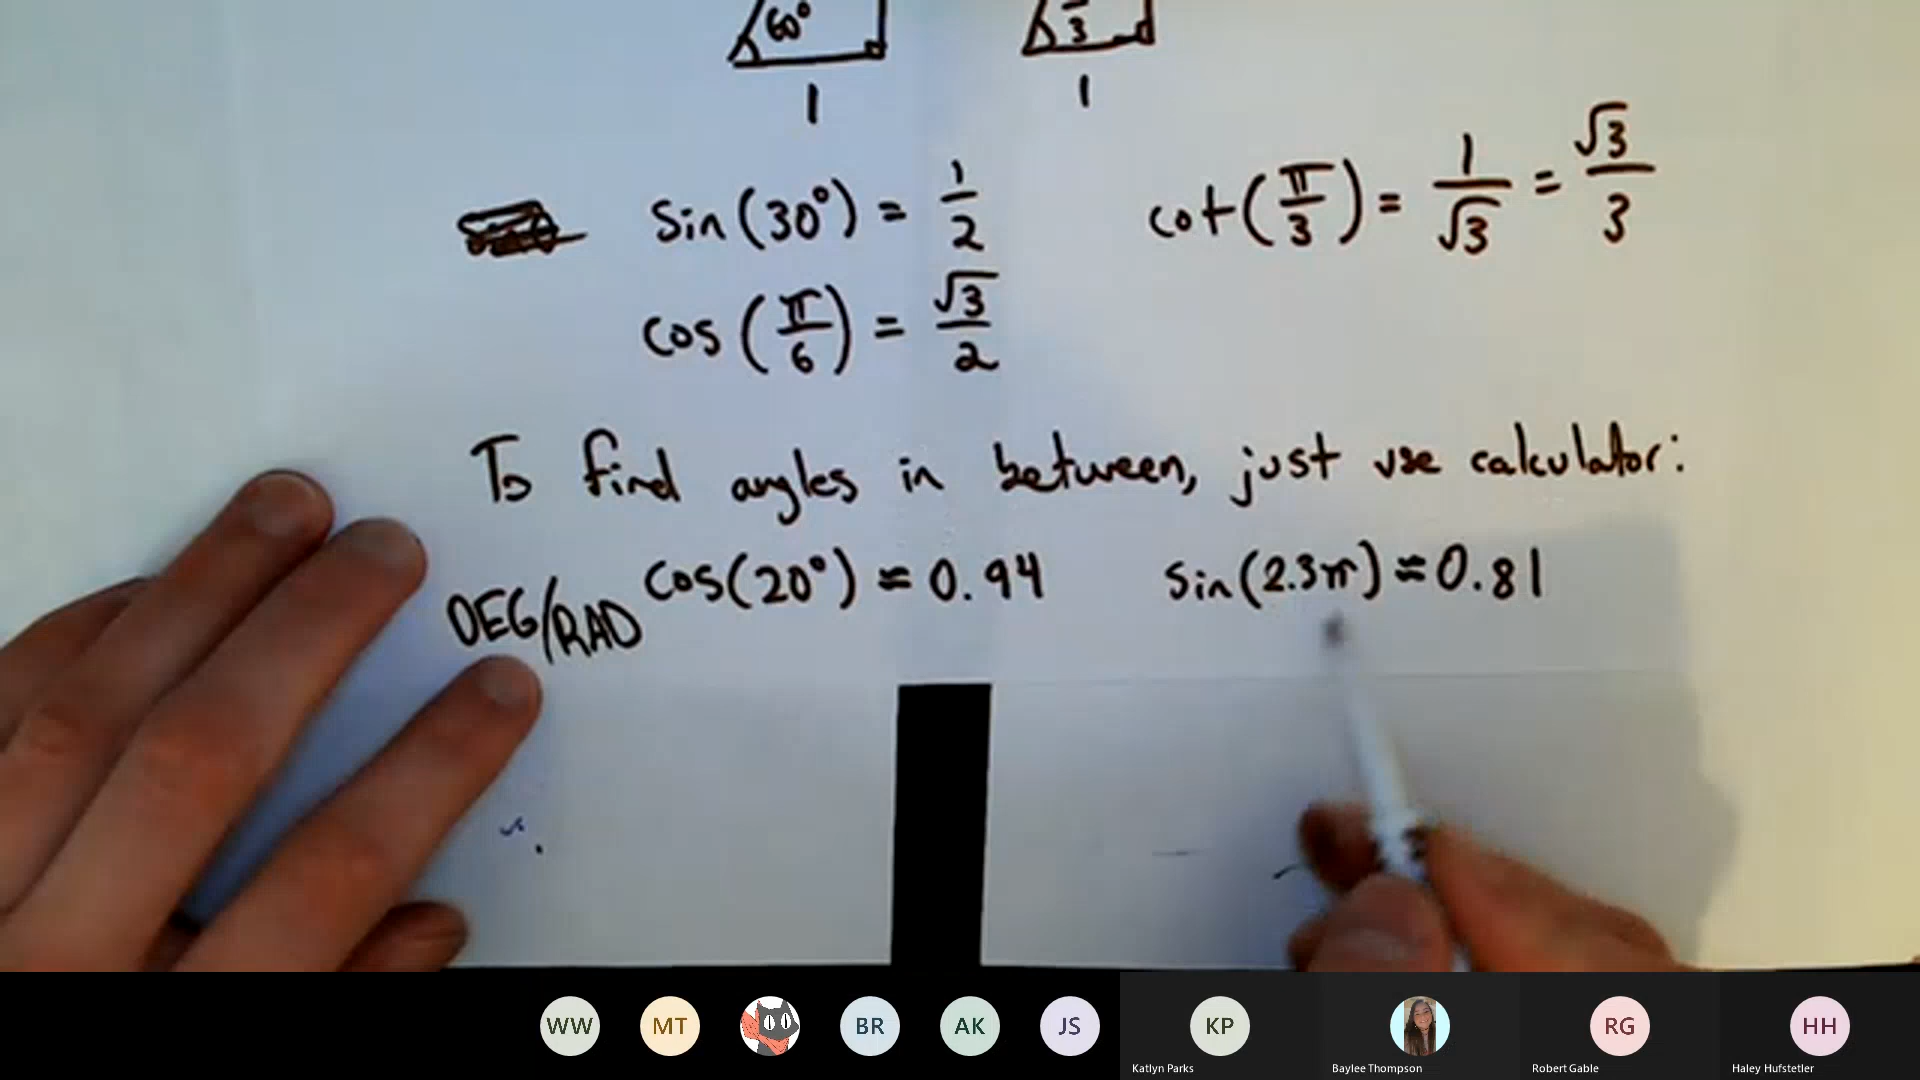 60° π/3
1 1
sin(30°) = 1/2 cot(π/3) = 1/√3 = √3/3
cos(π/6) = √3/2
To find angles in between, just use calculator:
DEG/RAD cos(20°) ≈ 0.94 sin(2.3π) ≈ 0.81
WW MT BR AK JS KP RG HH
Katlyn Parks Baylee Thompson Robert Gable Haley Hufstetler